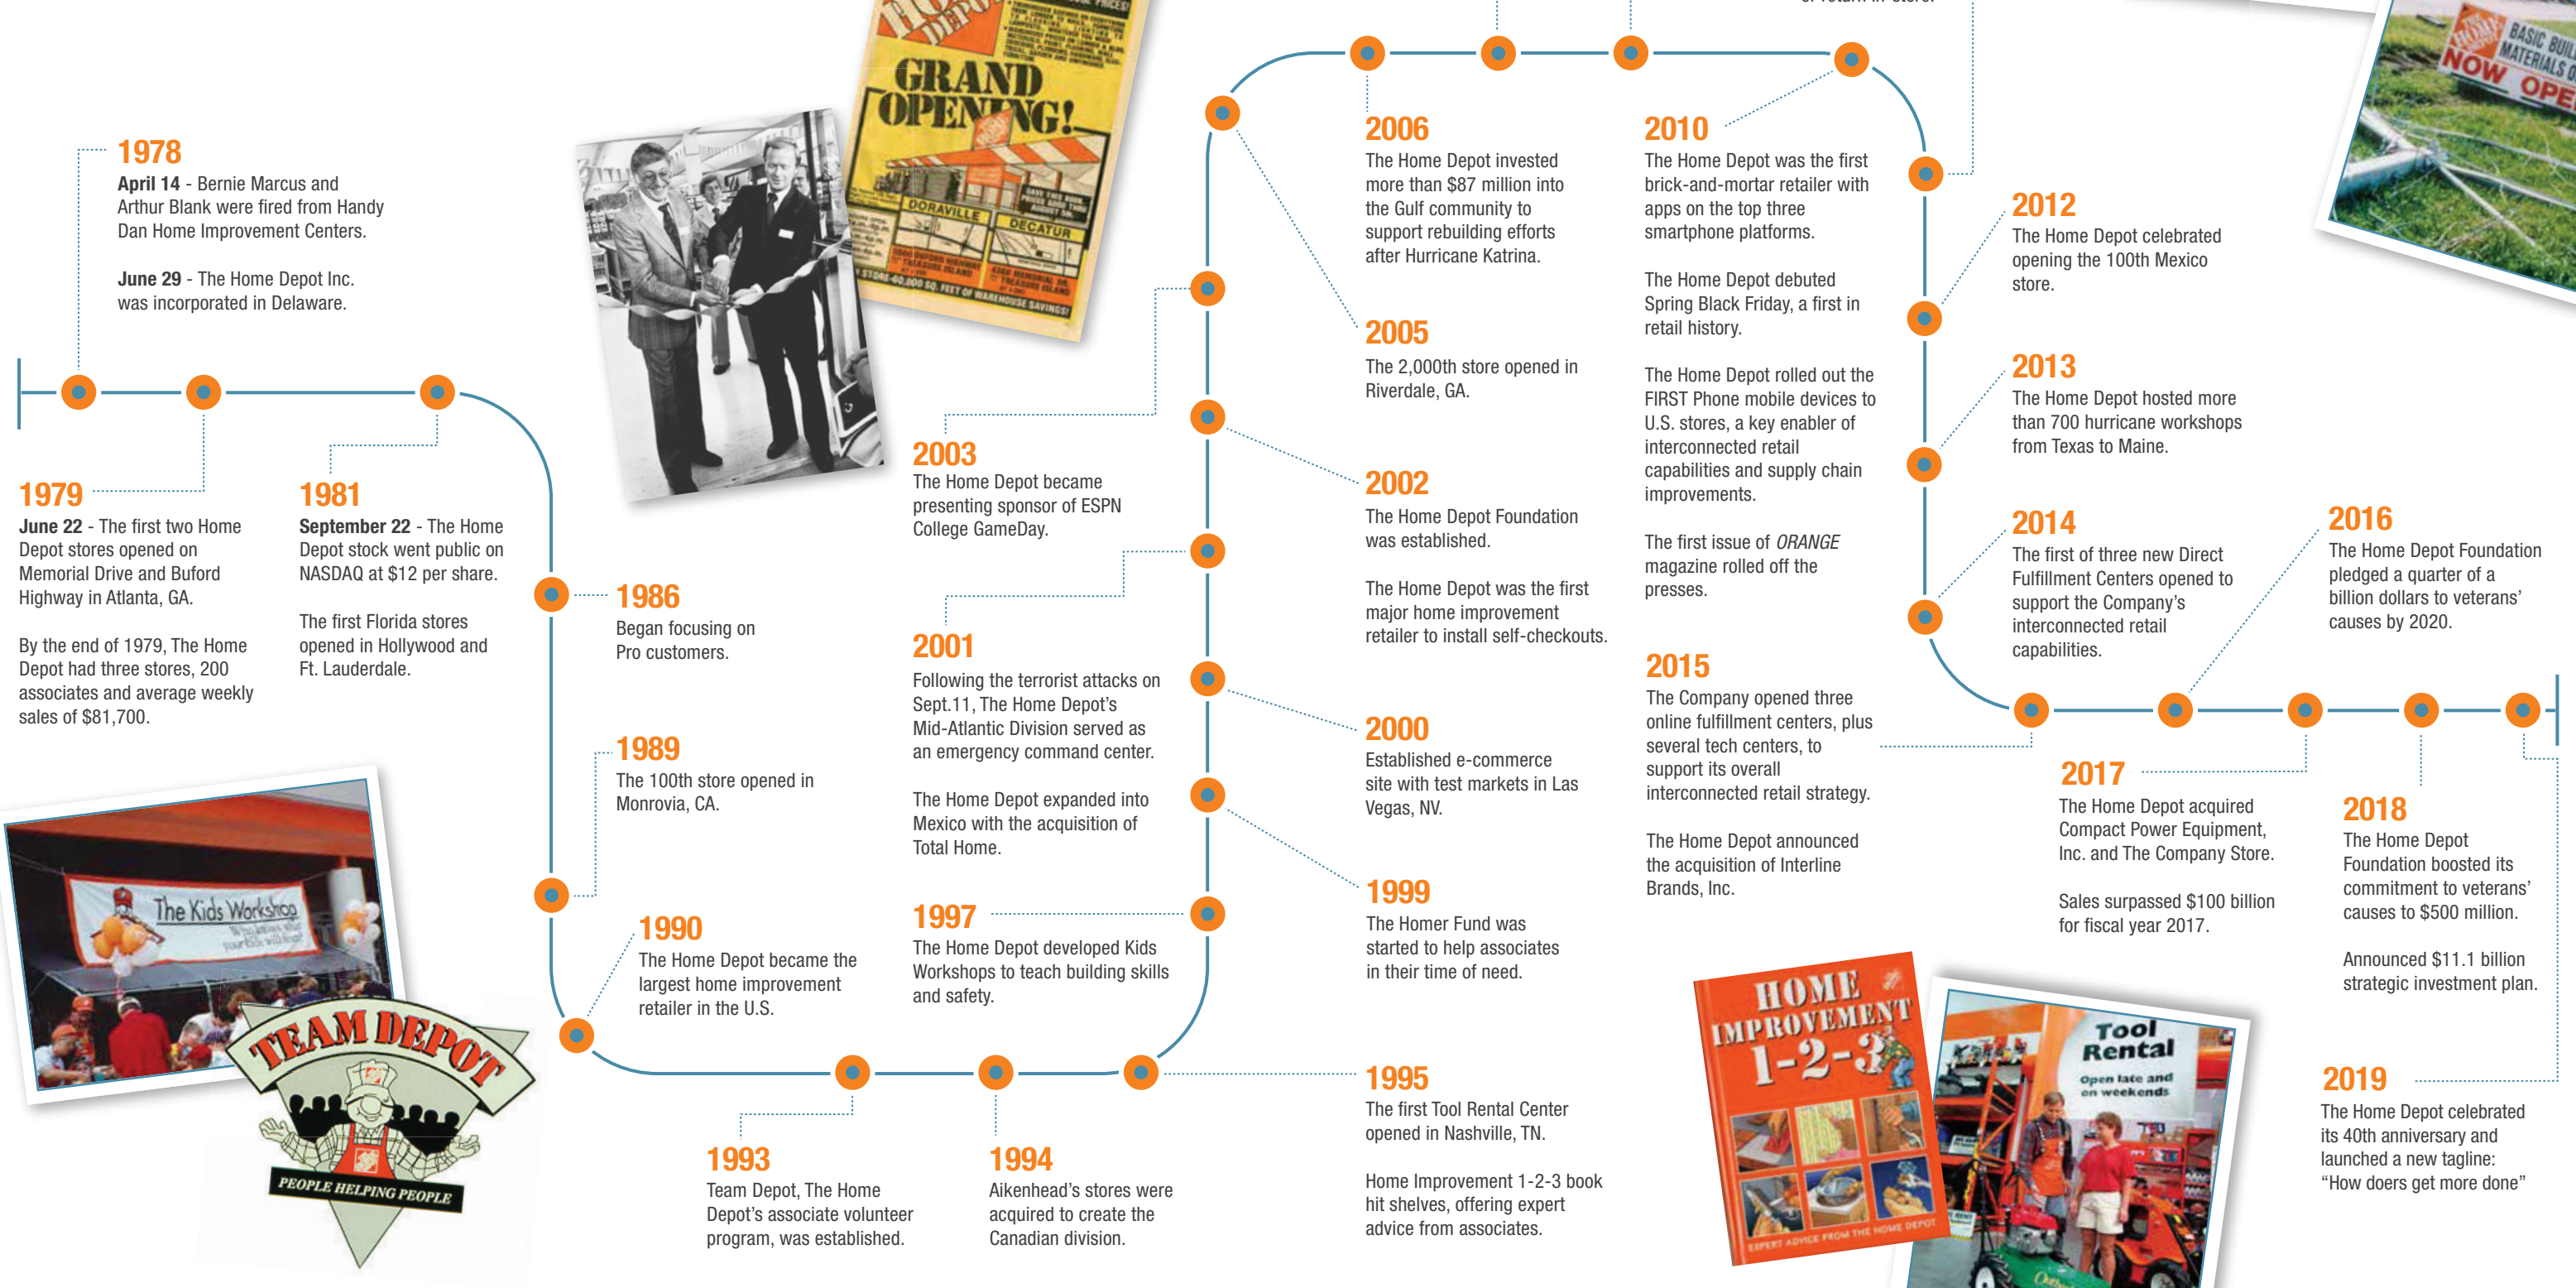 1978
April 14 - Bernie Marcus and
Arthur Blank were fired from Handy
Dan Home Improvement Centers.
June 29 - The Home Depot Inc.
was incorporated in Delaware.
1979
June 22 - The first two Home
Depot stores opened on
Memorial Drive and Buford
Highway in Atlanta, GA.
By the end of 1979, The Home
Depot had three stores, 200
associates and average weekly
sales of $81,700.
1981
September 22 - The Home
Depot stock went public on
NASDAQ at $12 per share.
The first Florida stores
opened in Hollywood and
Ft. Lauderdale.
1986
Began focusing on
Pro customers.
1989
The 100th store opened in
Monrovia, CA.
1990
The Home Depot became the
largest home improvement
retailer in the U.S.
1993
Team Depot, The Home
Depot's associate volunteer
program, was established.
1994
Aikenhead's stores were
acquired to create the
Canadian division.
1995
The first Tool Rental Center
opened in Nashville, TN.
Home Improvement 1-2-3 book
hit shelves, offering expert
advice from associates.
1997
The Home Depot developed Kids
Workshops to teach building skills
and safety.
1999
The Homer Fund was
started to help associates
in their time of need.
2000
Established e-commerce
site with test markets in Las
Vegas, NV.
2001
Following the terrorist attacks on
Sept.11, The Home Depot's
Mid-Atlantic Division served as
an emergency command center.
The Home Depot expanded into
Mexico with the acquisition of
Total Home.
2002
The Home Depot Foundation
was established.
The Home Depot was the first
major home improvement
retailer to install self-checkouts.
2003
The Home Depot became
presenting sponsor of ESPN
College GameDay.
2005
The 2,000th store opened in
Riverdale, GA.
2006
The Home Depot invested
more than $87 million into
the Gulf community to
support rebuilding efforts
after Hurricane Katrina.
2010
The Home Depot was the first
brick-and-mortar retailer with
apps on the top three
smartphone platforms.
The Home Depot debuted
Spring Black Friday, a first in
retail history.
The Home Depot rolled out the
FIRST Phone mobile devices to
U.S. stores, a key enabler of
interconnected retail
capabilities and supply chain
improvements.
The first issue of ORANGE
magazine rolled off the
presses.
2012
The Home Depot celebrated
opening the 100th Mexico
store.
2013
The Home Depot hosted more
than 700 hurricane workshops
from Texas to Maine.
2014
The first of three new Direct
Fulfillment Centers opened to
support the Company's
interconnected retail
capabilities.
2015
The Company opened three
online fulfillment centers, plus
several tech centers, to
support its overall
interconnected retail strategy.
The Home Depot announced
the acquisition of Interline
Brands, Inc.
2016
The Home Depot Foundation
pledged a quarter of a
billion dollars to veterans'
causes by 2020.
2017
The Home Depot acquired
Compact Power Equipment,
Inc. and The Company Store.
Sales surpassed $100 billion
for fiscal year 2017.
2018
The Home Depot
Foundation boosted its
commitment to veterans'
causes to $500 million.
Announced $11.1 billion
strategic investment plan.
2019
The Home Depot celebrated
its 40th anniversary and
launched a new tagline:
"How doers get more done"
GRAND
OPENING!
DORAVILLE
DECATUR
TREASURE ISLAND
TREASURE ISLAND
STORE-60,000 SQ. FEET OF WAREHOUSE SAVINGS!
NOW
The Kids Workshop
TEAM DEPOT
PEOPLE HELPING PEOPLE
HOME
IMPROVEMENT
1-2-3
EXPERT ADVICE FROM THE HOME DEPOT
Tool
Rental
Open late and
on weekends